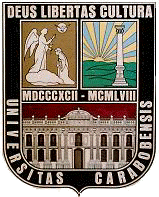 DEUS LIBERTAS CULTURA
MDCCCXCII - MCMLVIII
UNIVERSITAS CARABOBENSIS